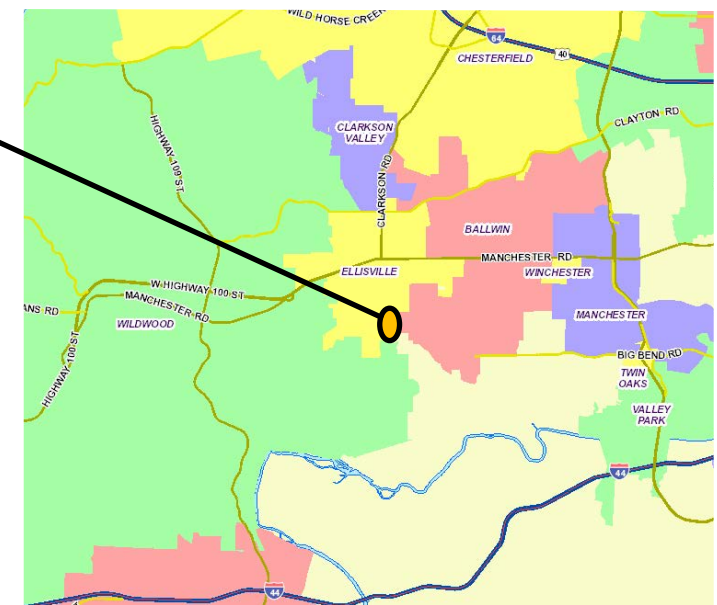 WILD HORSE CREEK
64
40
CHESTERFIELD
HIGHWAY 109 ST
CLAYTON RD
CLARKSON
VALLEY
CLARKSON RD
BALLWIN
MANCHESTER RD
ELLISVILLE
WINCHESTER
W HIGHWAY 100 ST
MANCHESTER RD
ANS RD
WILDWOOD
MANCHESTER
HIGHWAY 100 ST
BIG BEND RD
TWIN
OAKS
VALLEY
PARK
44
44